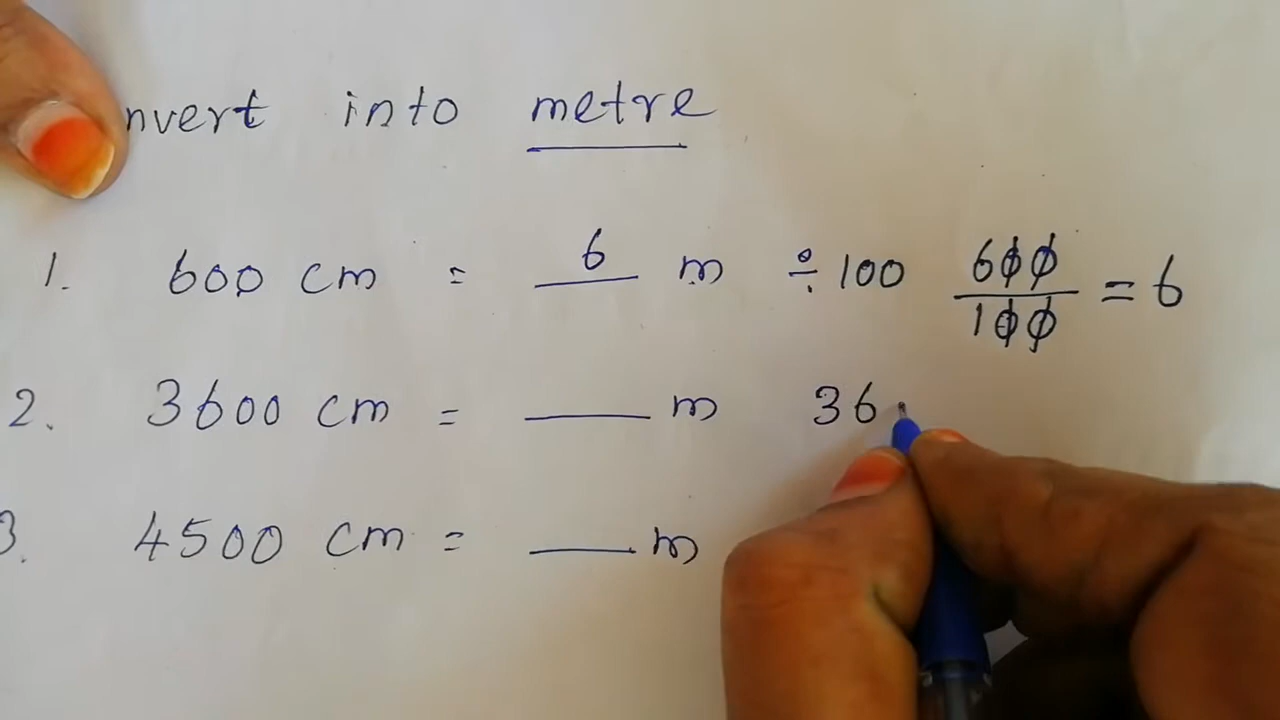 nvert into metre
1. 600 cm = 6 m ÷ 100 600/100 = 6
2. 3600 cm = ___ m 36
3. 4500 cm = ___ m